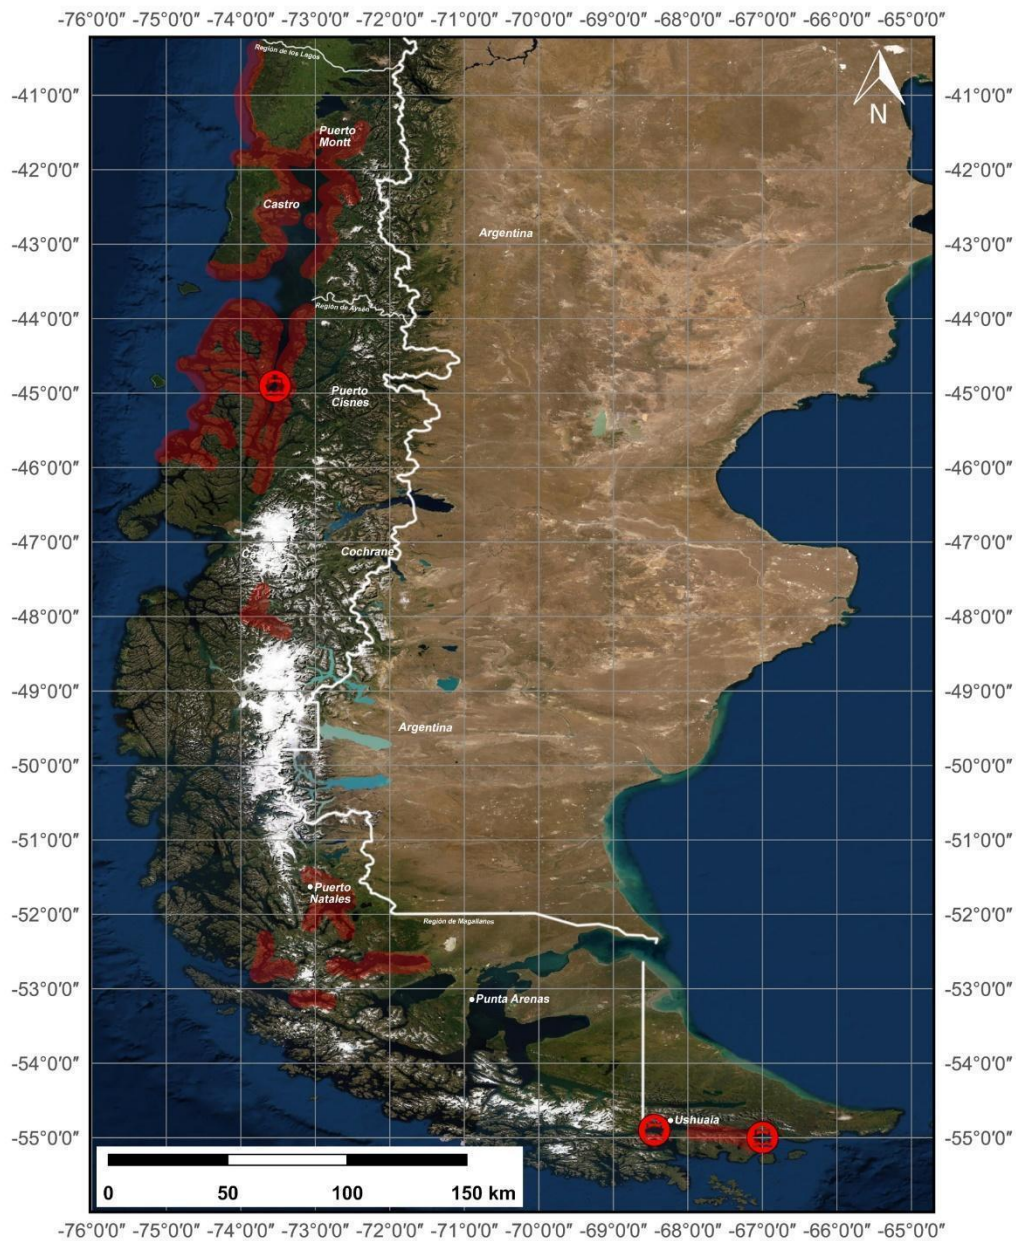 -76°0′0″ -75°0′0″ -74°0′0″ -73°0′0″ -72°0′0″ -71°0′0″ -70°0′0″ -69°0′0″ -68°0′0″ -67°0′0″ -66°0′0″ -65°0′0″
Región de los Lagos
N
-41°0′0″ -41°0′0″
Puerto
Montt
-42°0′0″ -42°0′0″
Castro
Argentina
-43°0′0″ -43°0′0″
Región de Aysén
-44°0′0″ -44°0′0″
-45°0′0″ -45°0′0″
Puerto
Cisnes
-46°0′0″ -46°0′0″
-47°0′0″ -47°0′0″
Cochrane
-48°0′0″ -48°0′0″
-49°0′0″ -49°0′0″
Argentina
-50°0′0″ -50°0′0″
-51°0′0″ -51°0′0″
Puerto
Natales
-52°0′0″ -52°0′0″
Región de Magallanes
-53°0′0″ -53°0′0″
Punta Arenas
-54°0′0″ -54°0′0″
Ushuaia
-55°0′0″ -55°0′0″
0 50 100 150 km
-76°0′0″ -75°0′0″ -74°0′0″ -73°0′0″ -72°0′0″ -71°0′0″ -70°0′0″ -69°0′0″ -68°0′0″ -67°0′0″ -66°0′0″ -65°0′0″